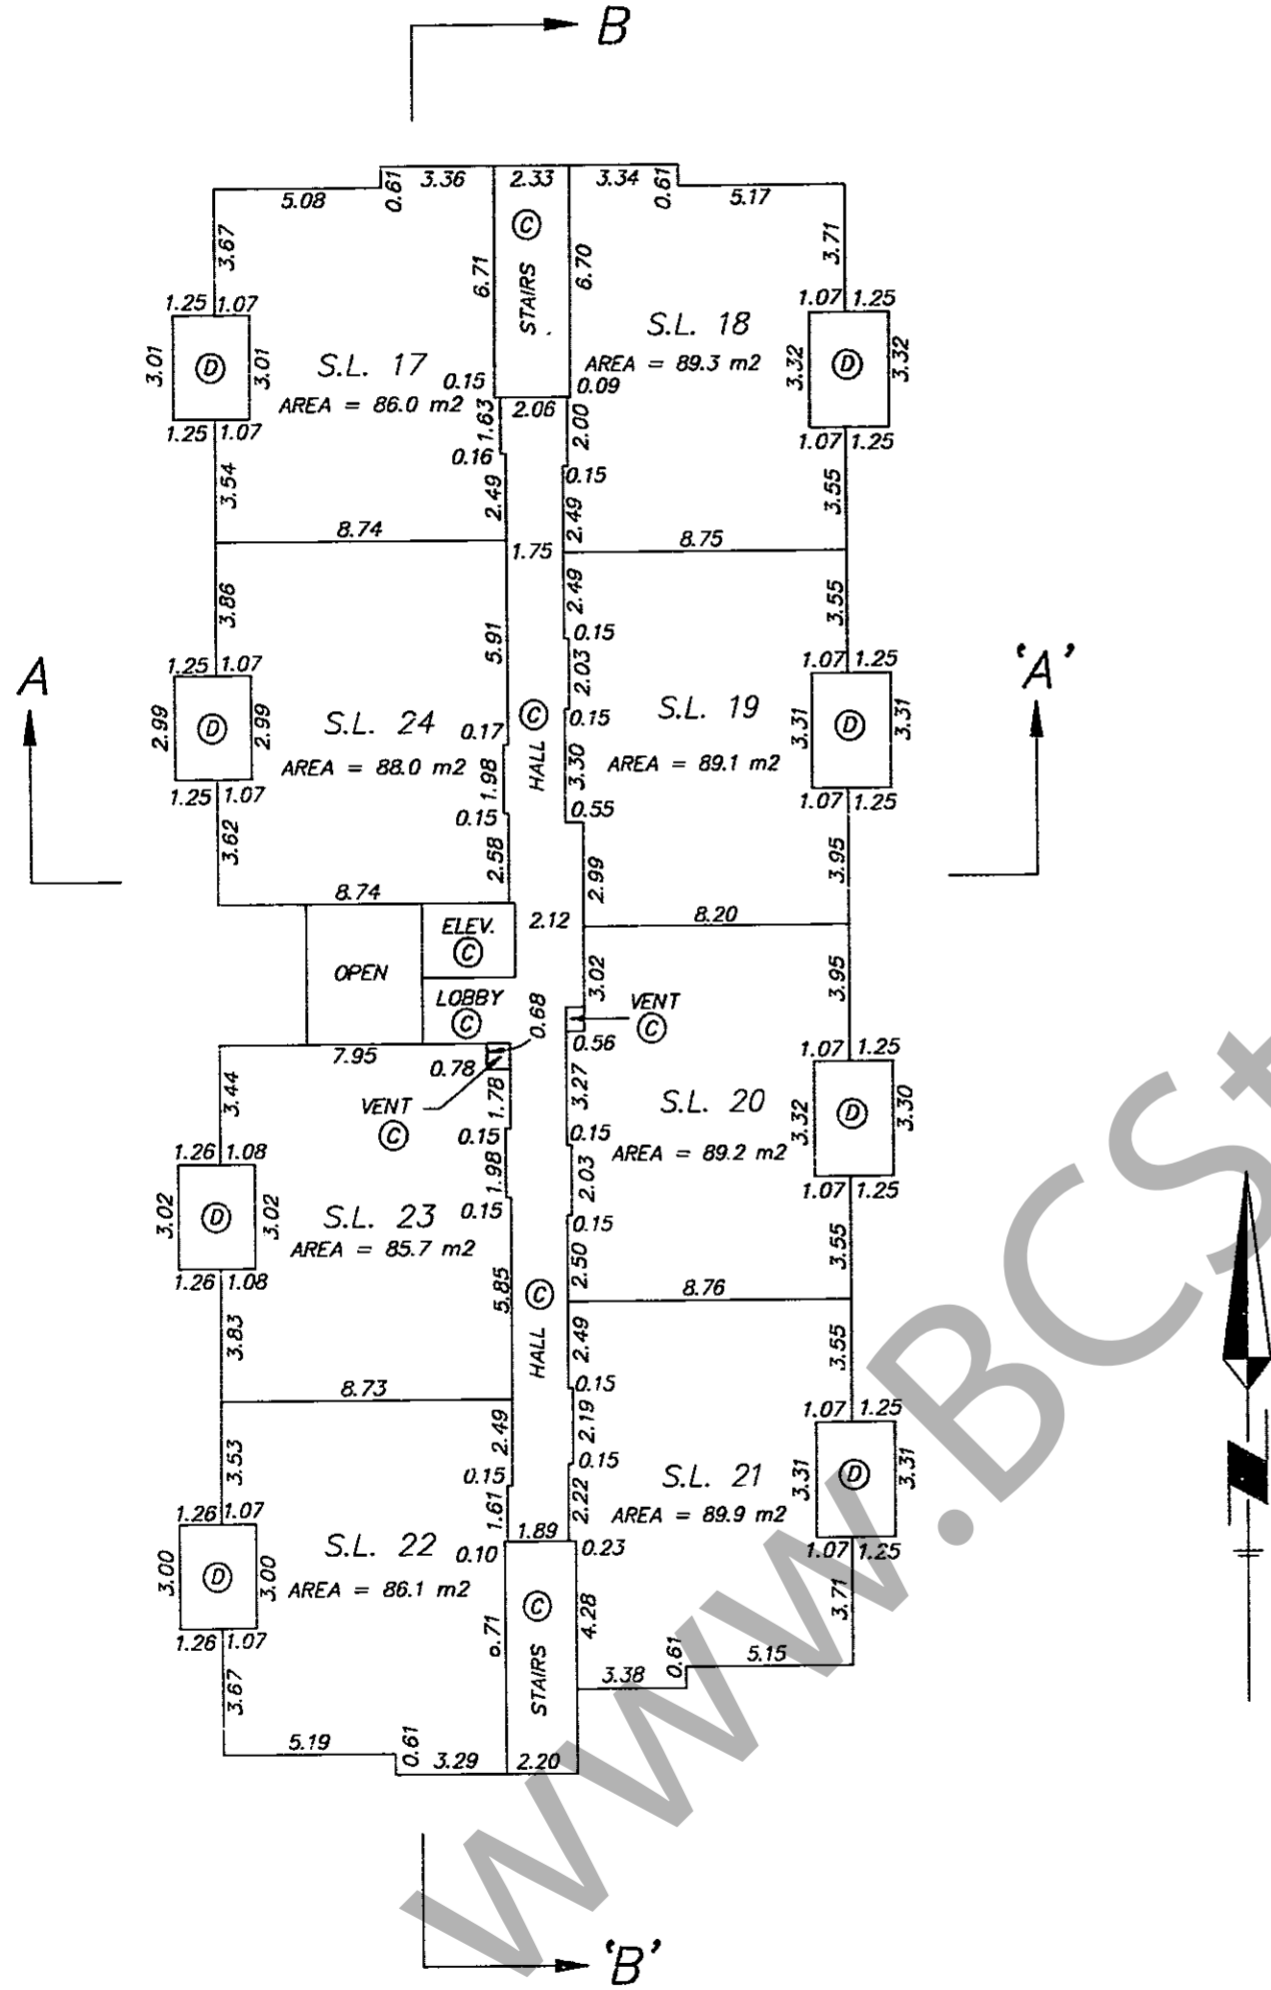 B
5.08
0.61
3.36
2.33
3.34
0.61
5.17
3.67
C
3.71
6.71
STAIRS
6.70
1.25 1.07
1.07 1.25
3.01
D
3.01
S.L. 17
AREA = 86.0 m2
S.L. 18
AREA = 89.3 m2
3.32
D
3.32
0.15
0.09
2.06
1.25 1.07
1.63
2.00
1.07 1.25
0.16
0.15
3.54
2.49
2.49
3.55
8.74
1.75
8.75
3.86
5.91
2.49
3.55
0.15
1.25 1.07
2.03
1.07 1.25
A
'A'
2.99
D
2.99
S.L. 24
AREA = 88.0 m2
0.17
C
HALL
0.15
S.L. 19
AREA = 89.1 m2
3.31
D
3.31
1.98
3.30
1.25 1.07
1.07 1.25
0.15
0.55
3.62
2.58
2.99
3.95
8.74
ELEV.
C
2.12
8.20
OPEN
LOBBY
C
0.68
3.02
VENT
C
3.95
7.95
0.78
0.56
1.07 1.25
3.44
VENT
C
1.78
3.27
S.L. 20
AREA = 89.2 m2
3.32
D
3.30
0.15
0.15
1.26 1.08
1.98
2.03
1.07 1.25
3.02
D
3.02
S.L. 23
AREA = 85.7 m2
0.15
0.15
1.26 1.08
5.85
C
HALL
2.50
3.55
8.76
3.83
2.49
3.55
8.73
0.15
1.07 1.25
3.53
2.49
2.19
0.15
0.15
S.L. 21
AREA = 89.9 m2
3.31
D
3.31
1.26 1.07
1.61
2.22
1.89
1.07 1.25
3.00
D
3.00
S.L. 22
AREA = 86.1 m2
0.10
0.23
C
STAIRS
4.28
3.71
1.26 1.07
6.71
3.67
3.38
0.61
5.15
5.19
0.61
3.29
2.20
'B'